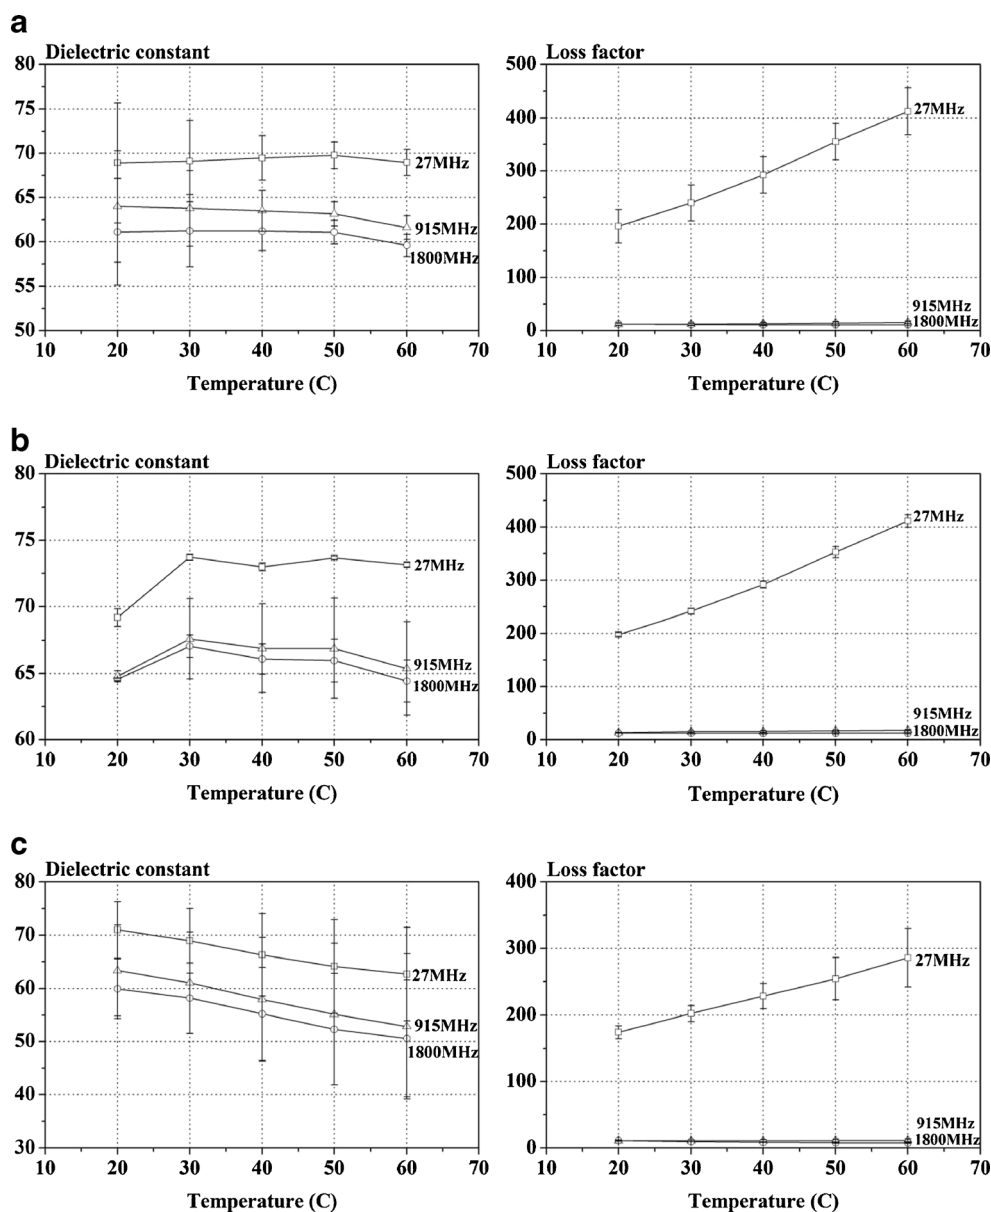 a
Dielectric constant
80
75
70
65
60
55
50
27MHz
915MHz
1800MHz
10 20 30 40 50 60 70
Temperature (C)
Loss factor
500
400
300
200
100
0
27MHz
915MHz
1800MHz
10 20 30 40 50 60 70
Temperature (C)
b
Dielectric constant
80
75
70
65
60
27MHz
915MHz
1800MHz
10 20 30 40 50 60 70
Temperature (C)
Loss factor
500
400
300
200
100
0
27MHz
915MHz
1800MHz
10 20 30 40 50 60 70
Temperature (C)
c
Dielectric constant
80
70
60
50
40
30
27MHz
915MHz
1800MHz
10 20 30 40 50 60 70
Temperature (C)
Loss factor
400
300
200
100
0
27MHz
915MHz
1800MHz
10 20 30 40 50 60 70
Temperature (C)